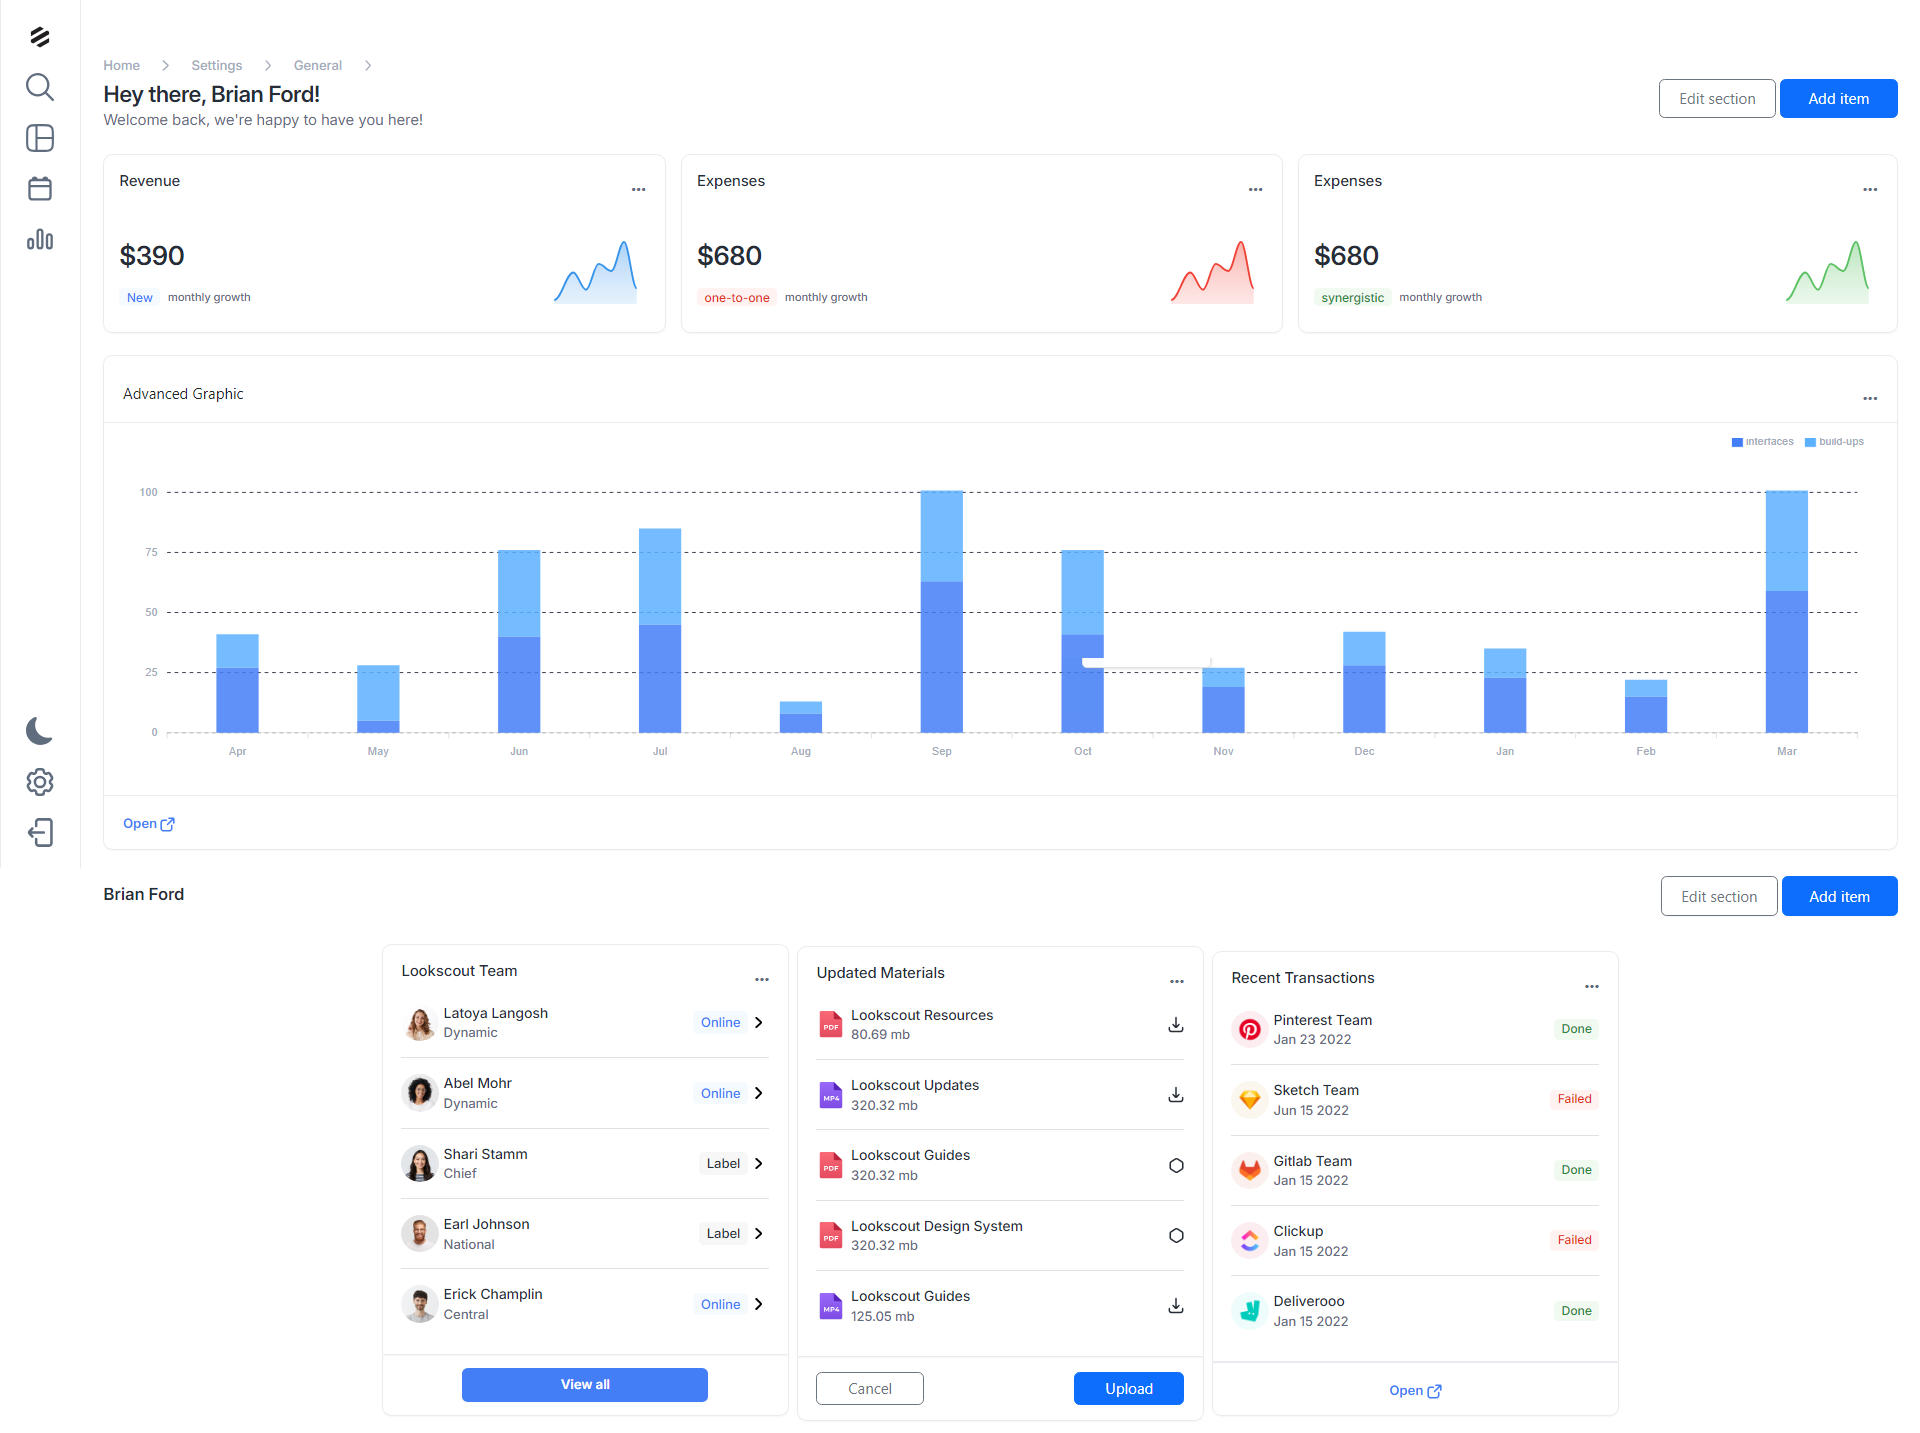 Home
Settings
General
Hey there, Brian Ford!
Welcome back, we're happy to have you here!
Edit section
Add item
Revenue
$390
New monthly growth
Expenses
$680
one-to-one monthly growth
Expenses
$680
synergistic monthly growth
Advanced Graphic
interfaces
build-ups
100
75
50
25
0
Apr
May
Jun
Jul
Aug
Sep
Oct
Nov
Dec
Jan
Feb
Mar
Open
Brian Ford
Edit section
Add item
Lookscout Team
Latoya Langosh
Dynamic
Online
Abel Mohr
Dynamic
Online
Shari Stamm
Chief
Label
Earl Johnson
National
Label
Erick Champlin
Central
Online
View all
Updated Materials
PDF
Lookscout Resources
80.69 mb
MP4
Lookscout Updates
320.32 mb
PDF
Lookscout Guides
320.32 mb
PDF
Lookscout Design System
320.32 mb
MP4
Lookscout Guides
125.05 mb
Cancel
Upload
Recent Transactions
Pinterest Team
Jan 23 2022
Done
Sketch Team
Jun 15 2022
Failed
Gitlab Team
Jan 15 2022
Done
Clickup
Jan 15 2022
Failed
Deliverooo
Jan 15 2022
Done
Open